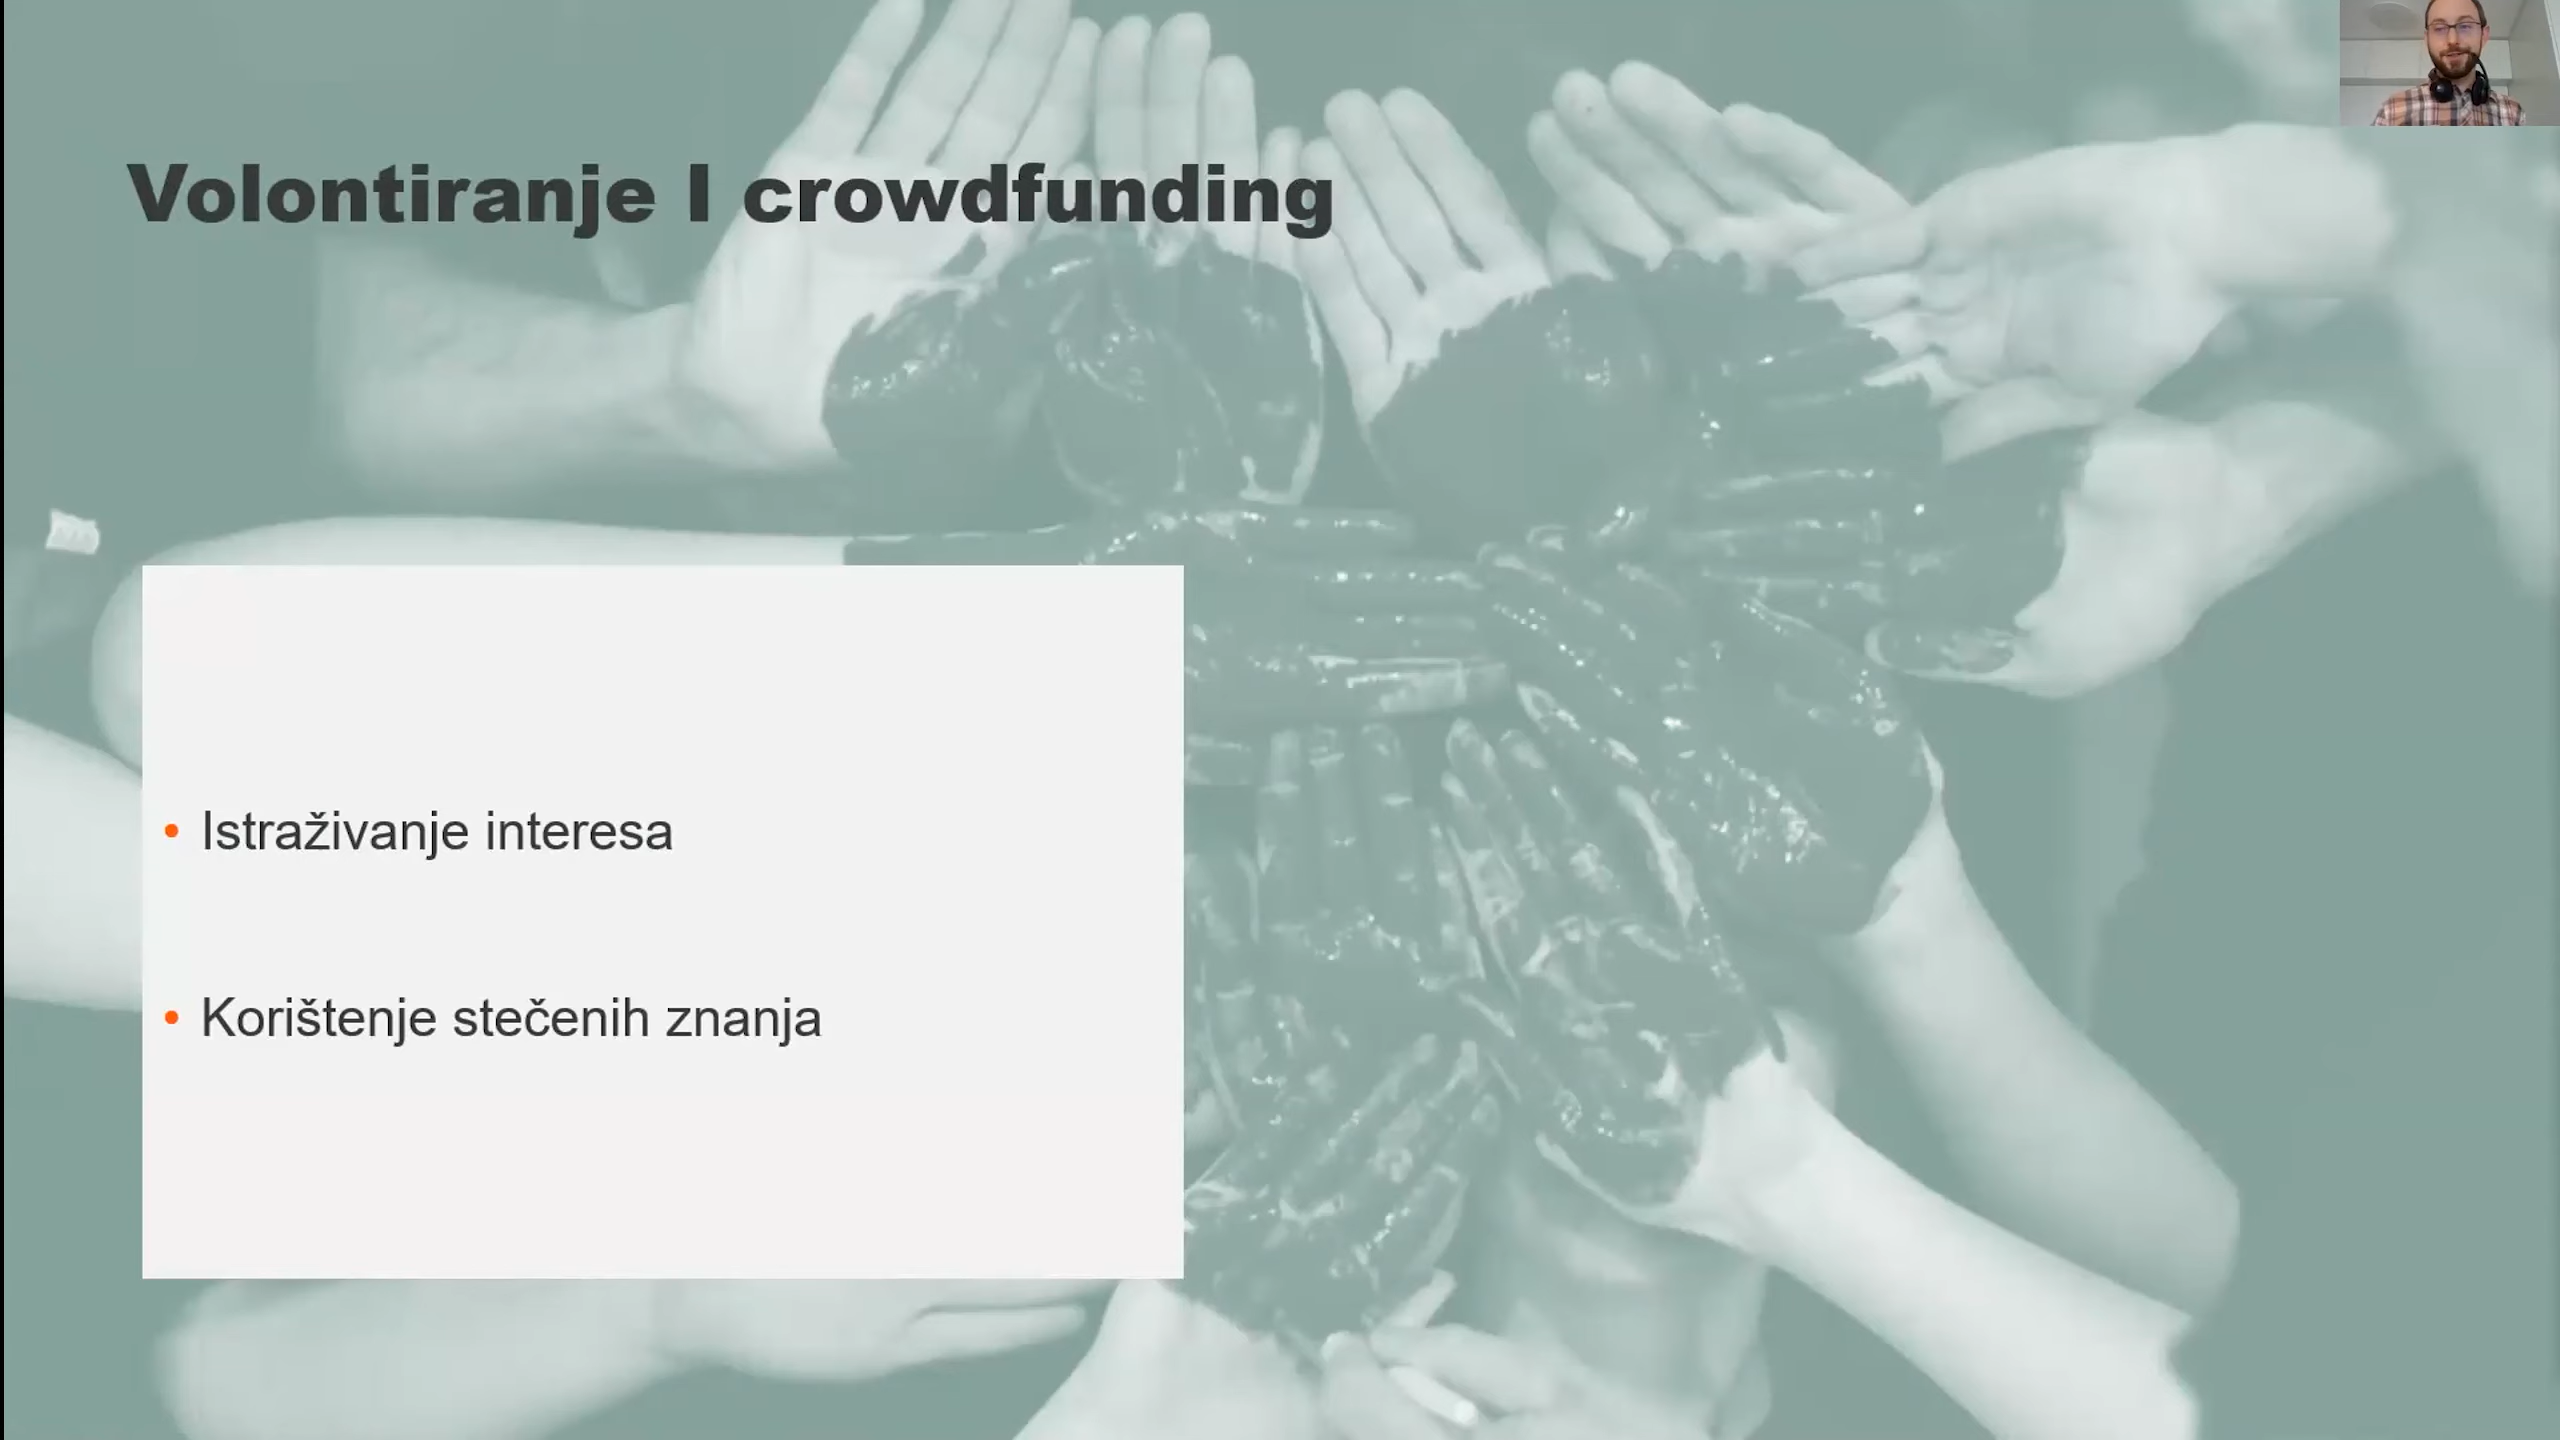 Volontiranje I crowdfunding
• Istraživanje interesa
• Korištenje stečenih znanja